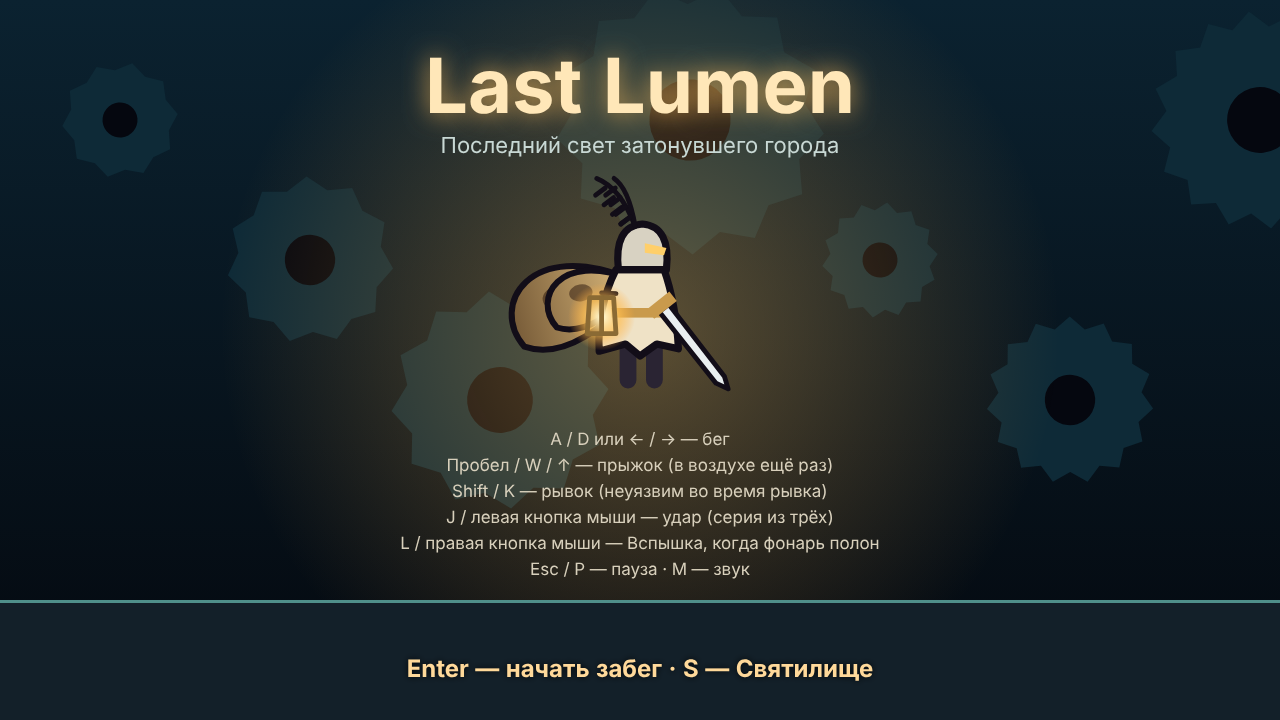 Last Lumen
Последний свет затонувшего города
A / D или ← / → — бег
Пробел / W / ↑ — прыжок (в воздухе ещё раз)
Shift / K — рывок (неуязвим во время рывка)
J / левая кнопка мыши — удар (серия из трёх)
L / правая кнопка мыши — Вспышка, когда фонарь полон
Esc / P — пауза · M — звук
Enter — начать забег · S — Святилище